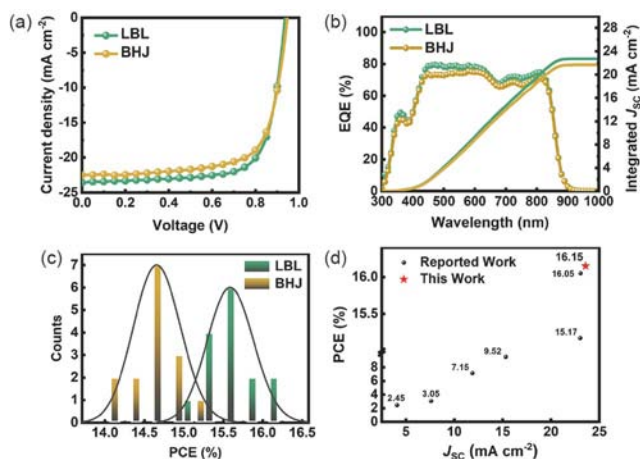 (a)
LBL
BHJ
Current density (mA cm⁻²)
0
-5
-10
-15
-20
-25
0.0 0.2 0.4 0.6 0.8 1.0
Voltage (V)
(b)
LBL
BHJ
EQE (%)
100
80
60
40
20
0
28
24
20
16
12
8
4
0
Integrated JSC (mA cm⁻²)
300 400 500 600 700 800 900 1000
Wavelength (nm)
(c)
LBL
BHJ
Counts
7
6
5
4
3
2
1
0
14.0 14.5 15.0 15.5 16.0 16.5
PCE (%)
(d)
Reported Work
This Work
16.15
16.05
15.17
9.52
7.15
3.05
2.45
PCE (%)
16.0
15.5
8
6
4
2
0
5 10 15 20 25
JSC (mA cm⁻²)